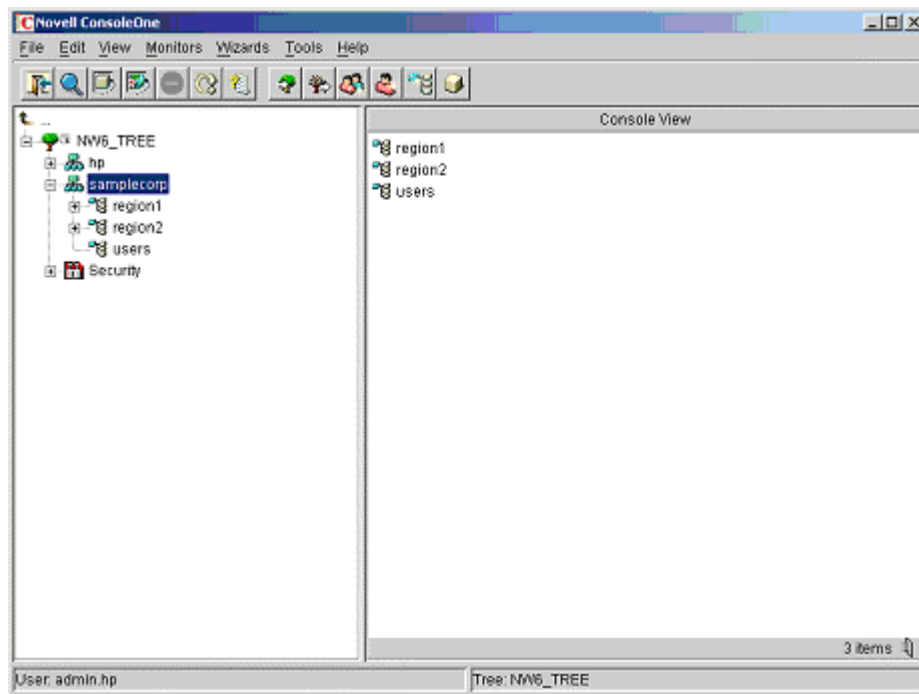 Novell ConsoleOne
File Edit View Monitors Wizards Tools Help
..
NW6_TREE
hp
samplecorp
region1
region2
users
Security
Console View
region1
region2
users
3 items
User: admin.hp
Tree: NW6_TREE